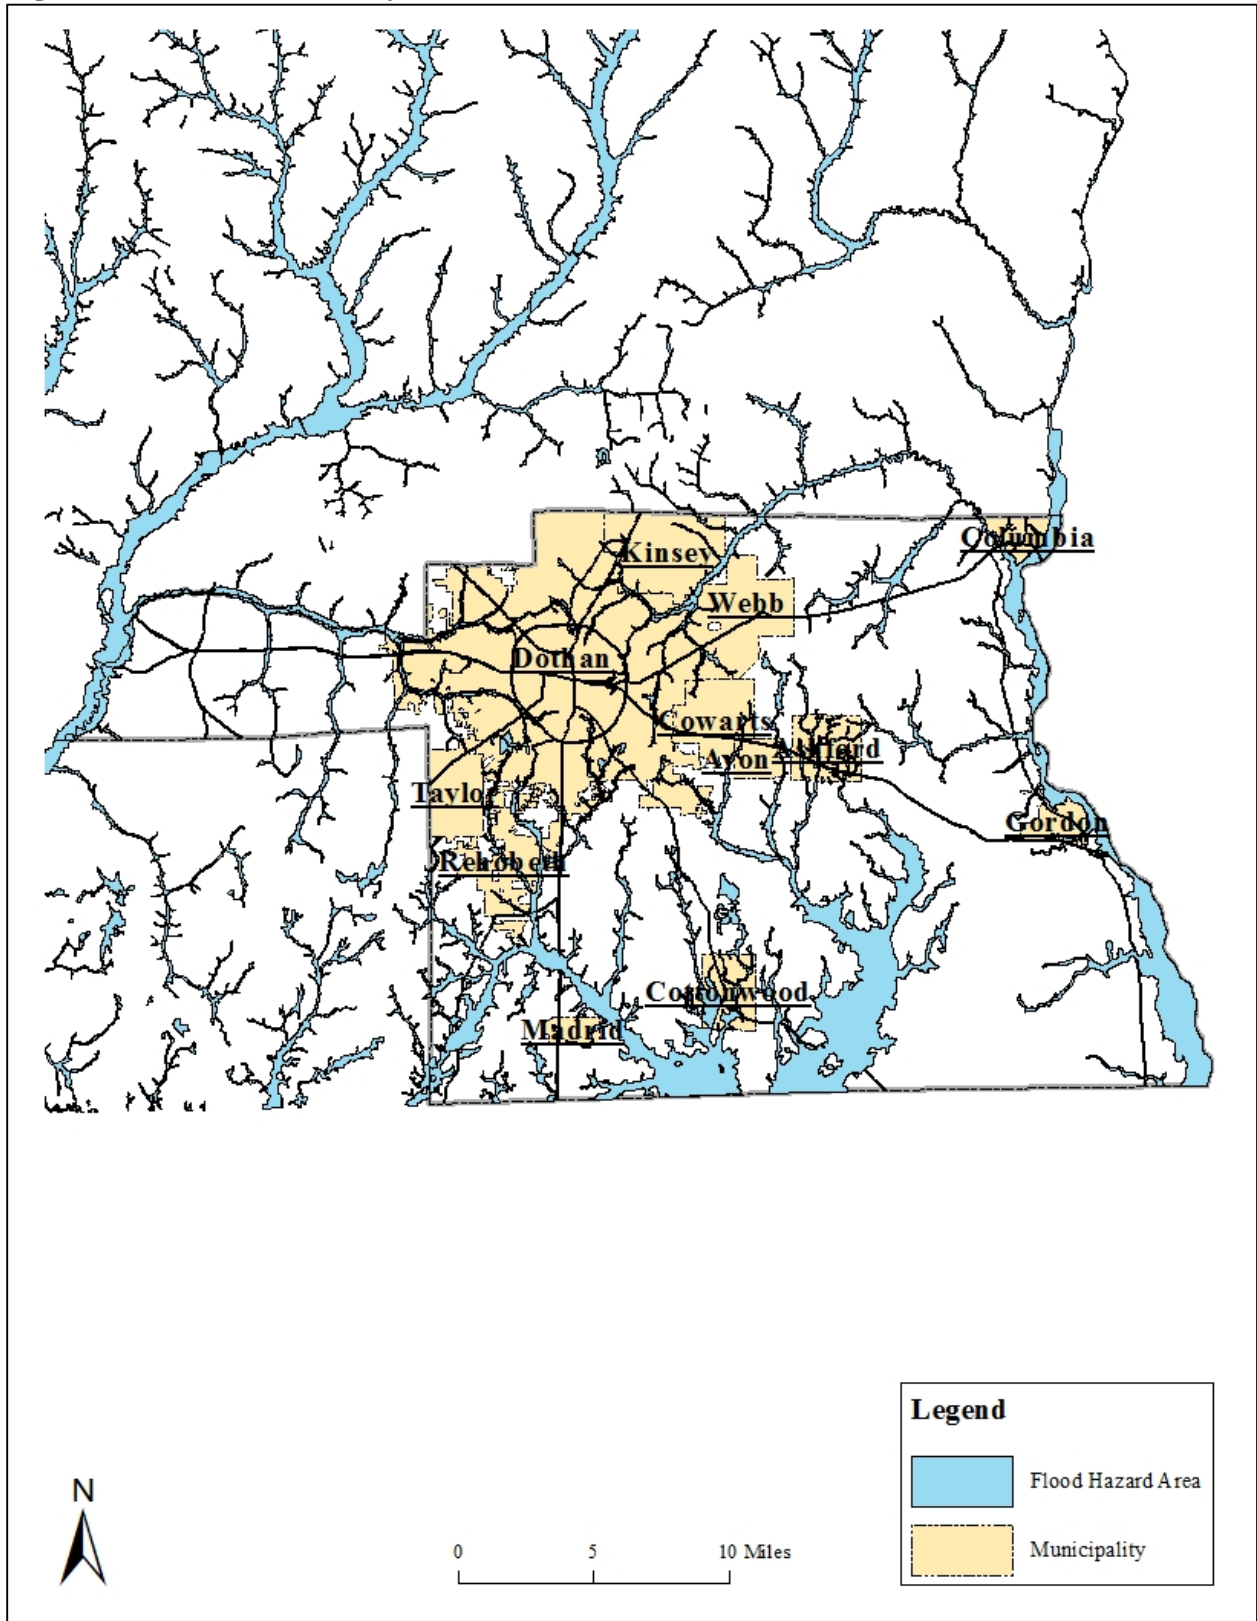 Columbia
Kinsey
Webb
Dothan
Cowarts
Ashford
Avon
Taylo
Gordon
Rehobeth
Cottonwood
Madrid
Legend
Flood Hazard Area
Municipality
N
0 5 10 Miles